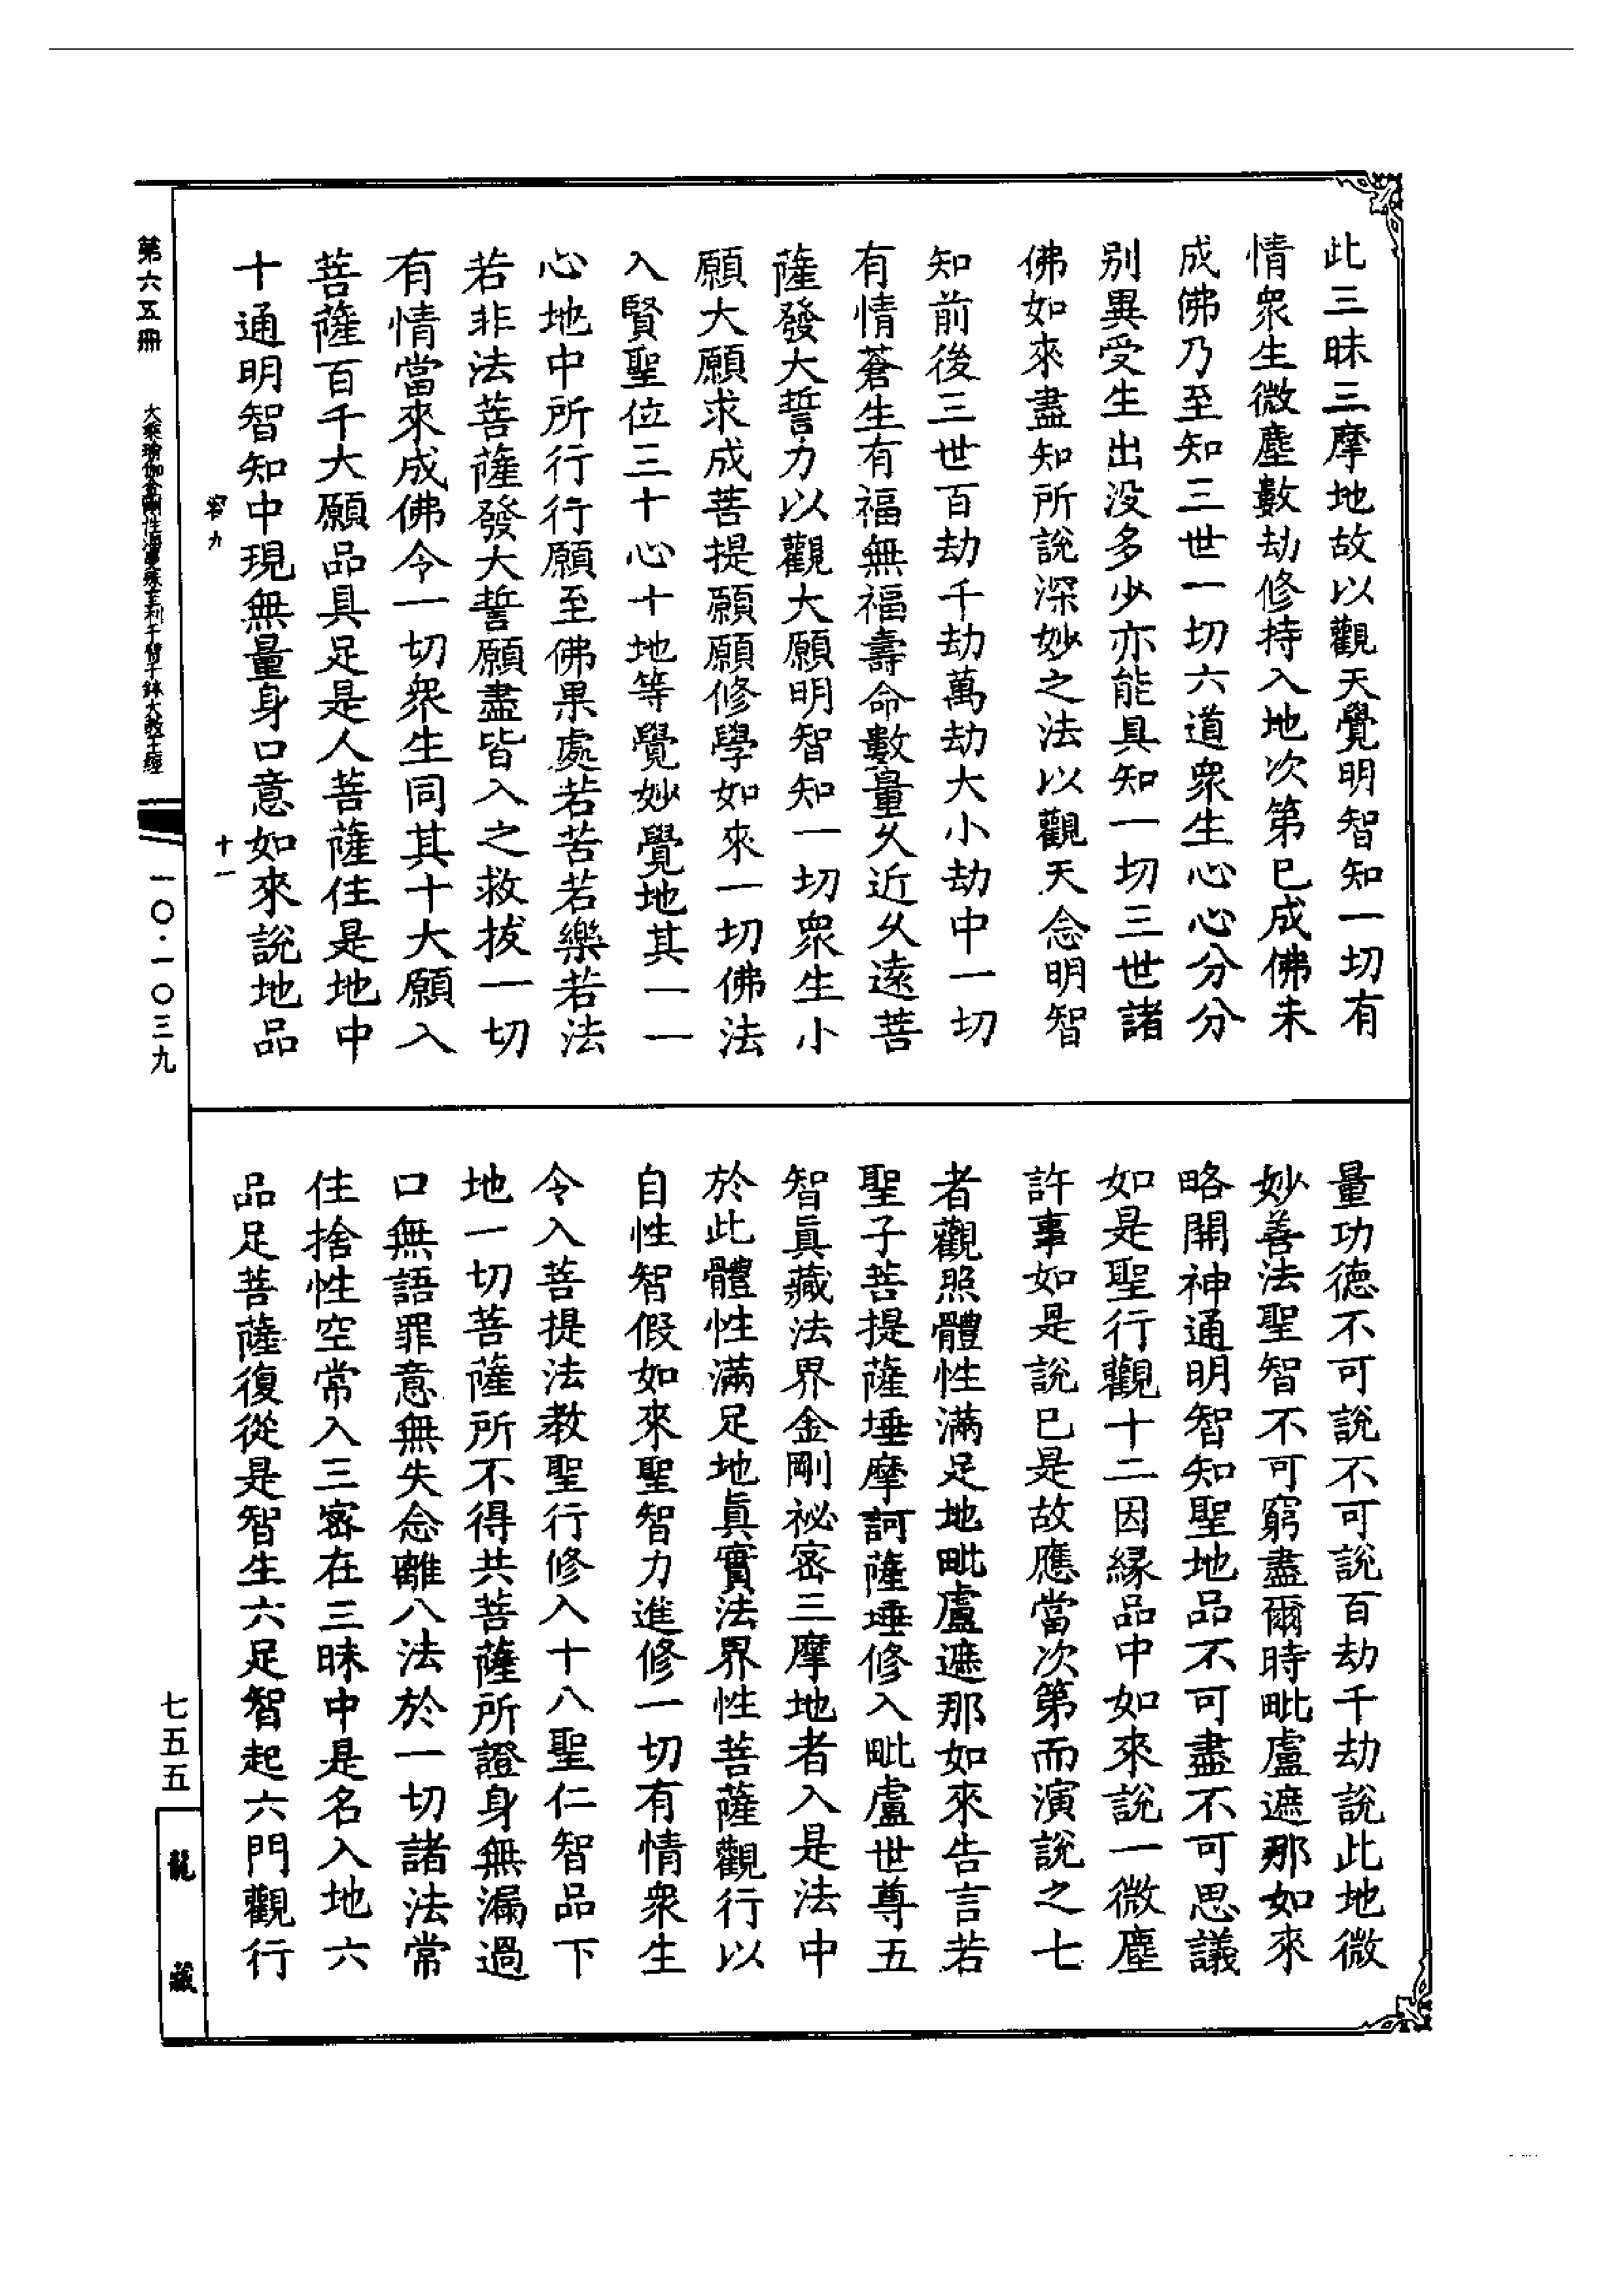 此三昧三摩地故以觀天覺明智知一切有
情衆生微塵數劫修持入地次第已成佛未
成佛乃至知三世一切六道衆生心心分分
別異受生出没多少亦能具知一切三世諸
佛如來盡知所說深妙之法以觀天念明智
知前後三世百劫千劫萬劫大小劫中一切
有情蒼生有福無福壽命數量久近久遠菩
薩發大誓力以觀大願明智知一切衆生小
願大願求成菩提願願修學如來一切佛法
入賢聖位三十心十地等覺妙覺地其一一
心地中所行行願至佛果處若苦若樂若法
若非法菩薩發大誓願盡皆入之救拔一切
有情當來成佛令一切衆生同其十大願入
菩薩百千大願品具足是人菩薩住是地中
十通明智知中現無量身口意如來說地品
量功德不可說不可說百劫千劫說此地微
妙善法聖智不可窮盡爾時毗盧遮那如來
略開神通明智知聖地品不可盡不可思議
如是聖行觀十二因緣品中如來說一微塵
許事如是說已是故應當次第而演說之七
者觀照體性滿足地毗盧遮那如來告言若
聖子菩提薩埵摩訶薩埵修入毗盧世尊五
智眞藏法界金剛祕密三摩地者入是法中
於此體性滿足地眞實法界性菩薩觀行以
自性智假如來聖智力進修一切有情衆生
令入菩提法教聖行修入十八聖仁智品下
地一切菩薩所不得共菩薩所證身無漏過
口無語罪意無失念離八法於一切諸法常
住捨性空常入三密在三昧中是名入地六
品足菩薩復從是智生六足智起六門觀行
第六五冊
大乘瑜伽金剛性海曼殊室利千臂千鉢大教王經
十一
一〇·一〇三九
七五五
龍藏